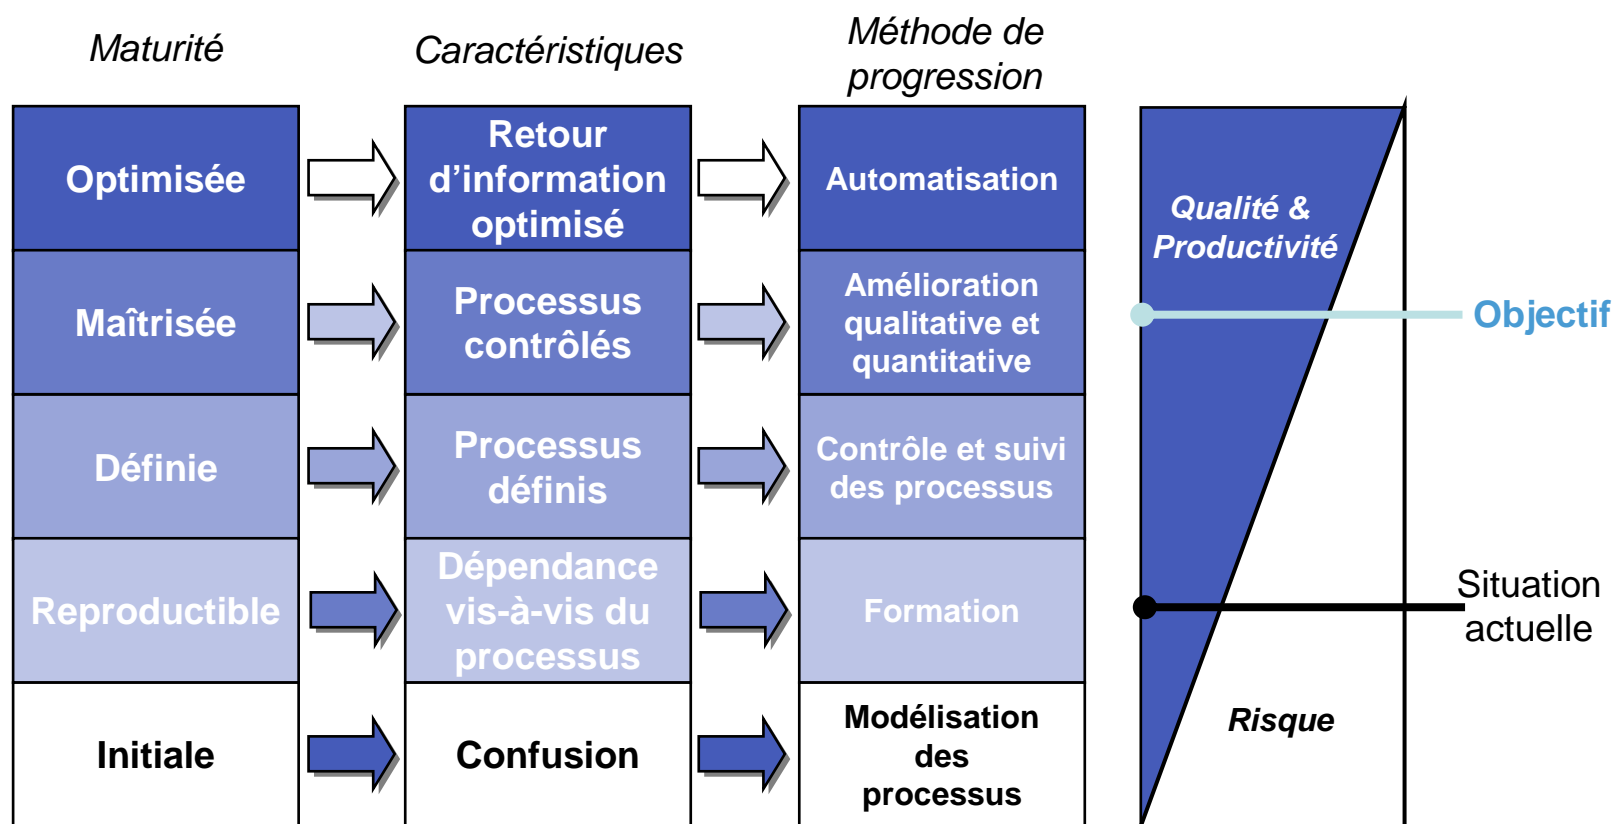 Maturité
Caractéristiques
Méthode de
progression
Optimisée
Retour
d’information
optimisé
Automatisation
Qualité &
Productivité
Maîtrisée
Processus
contrôlés
Amélioration
qualitative et
quantitative
Objectif
Définie
Processus
définis
Contrôle et suivi
des processus
Reproductible
Dépendance
vis-à-vis du
processus
Formation
Situation
actuelle
Initiale
Confusion
Modélisation
des
processus
Risque